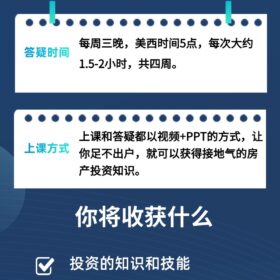 答疑时间
每周三晚，美西时间5点，每次大约
1.5-2小时，共四周。
上课方式
上课和答疑都以视频+PPT的方式，让
你足不出户，就可以获得接地气的房
产投资知识。
你将收获什么
投资的知识和技能